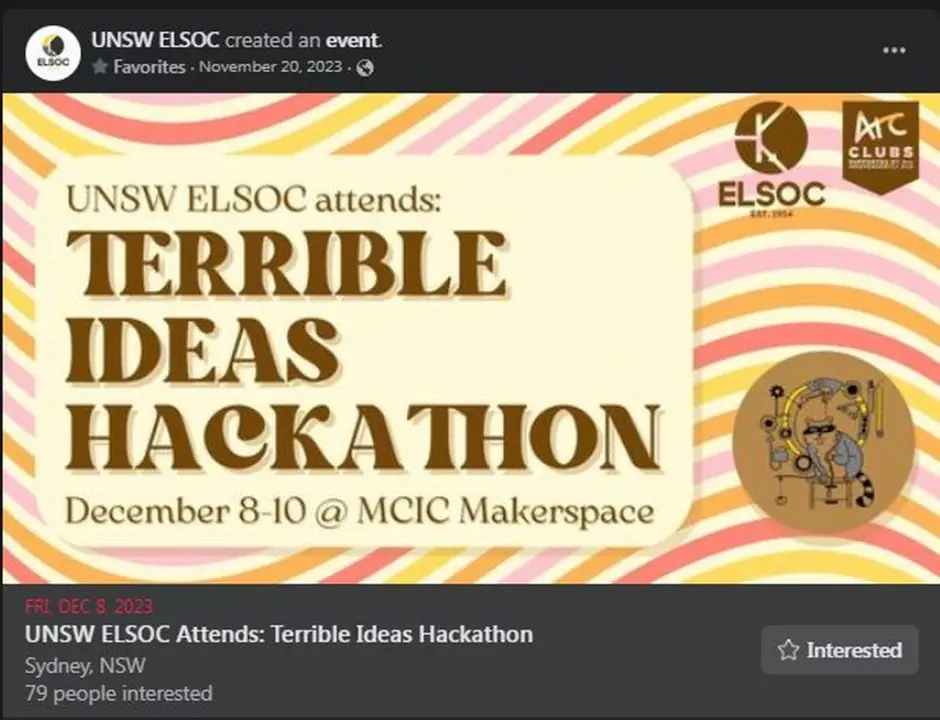 UNSW ELSOC created an event.
Favorites · November 20, 2023 ·
ELSOC
UNSW ELSOC attends:
TERRIBLE
IDEAS
HACKATHON
December 8-10 @ MCIC Makerspace
ELSOC
EST. 1954
Arc
CLUBS
FRI, DEC 8, 2023
UNSW ELSOC Attends: Terrible Ideas Hackathon
Sydney, NSW
79 people interested
Interested